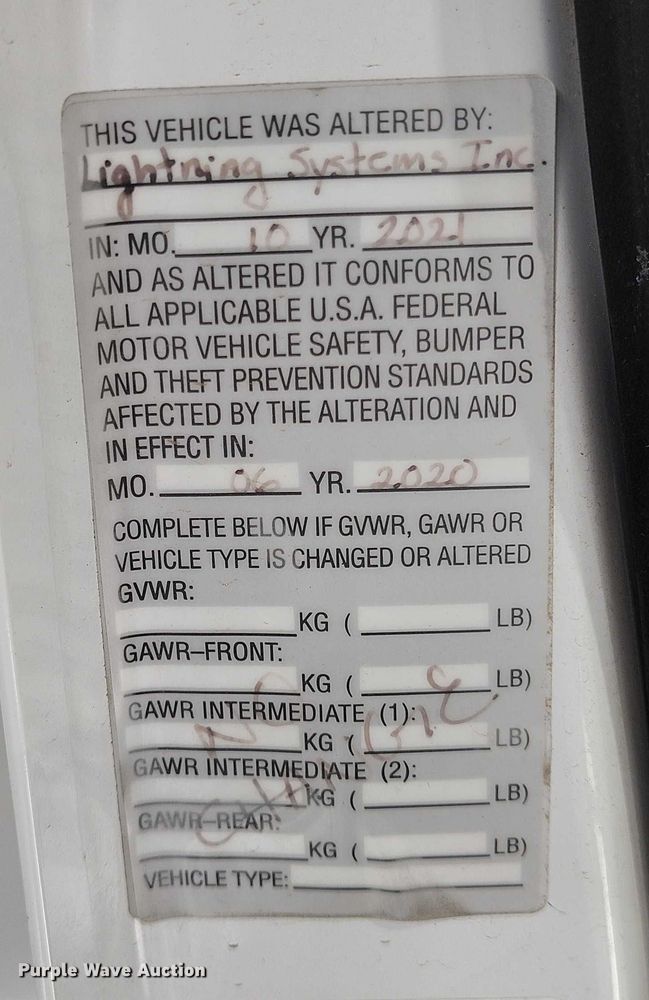 THIS VEHICLE WAS ALTERED BY:
Lightning Systems Inc.
IN: MO. 10 YR. 2021
AND AS ALTERED IT CONFORMS TO
ALL APPLICABLE U.S.A. FEDERAL
MOTOR VEHICLE SAFETY, BUMPER
AND THEFT PREVENTION STANDARDS
AFFECTED BY THE ALTERATION AND
IN EFFECT IN:
MO. 06 YR. 2020
COMPLETE BELOW IF GVWR, GAWR OR
VEHICLE TYPE IS CHANGED OR ALTERED
GVWR:
KG ( LB)
GAWR–FRONT:
KG ( LB)
GAWR INTERMEDIATE (1):
KG ( LB)
GAWR INTERMEDIATE (2):
KG ( LB)
GAWR–REAR:
KG ( LB)
VEHICLE TYPE:
NO
CHANGE
Purple Wave Auction